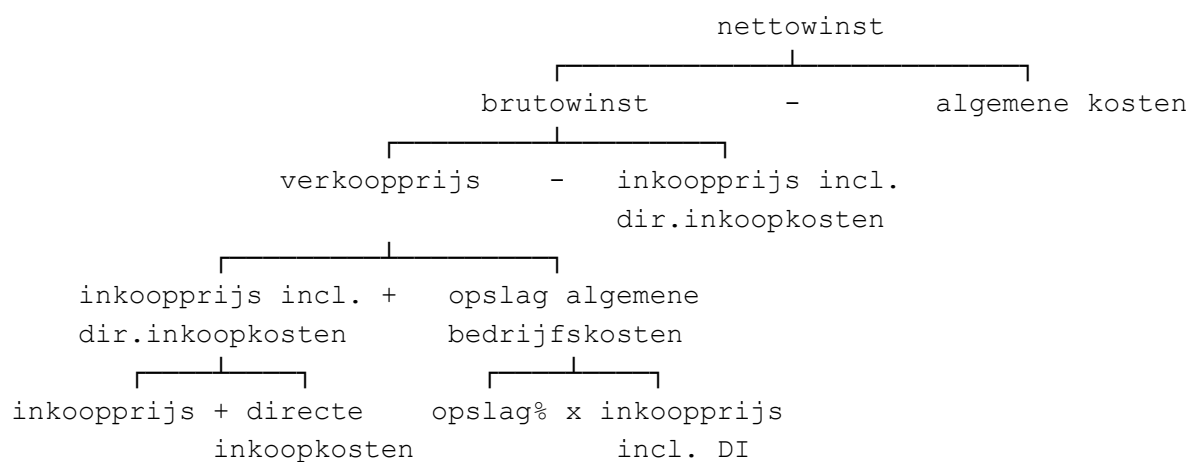 nettowinst
brutowinst - algemene kosten
verkoopprijs - inkoopprijs incl.
dir.inkoopkosten
inkoopprijs incl. + opslag algemene
dir.inkoopkosten bedrijfskosten
inkoopprijs + directe opslag% x inkoopprijs
inkoopkosten incl. DI